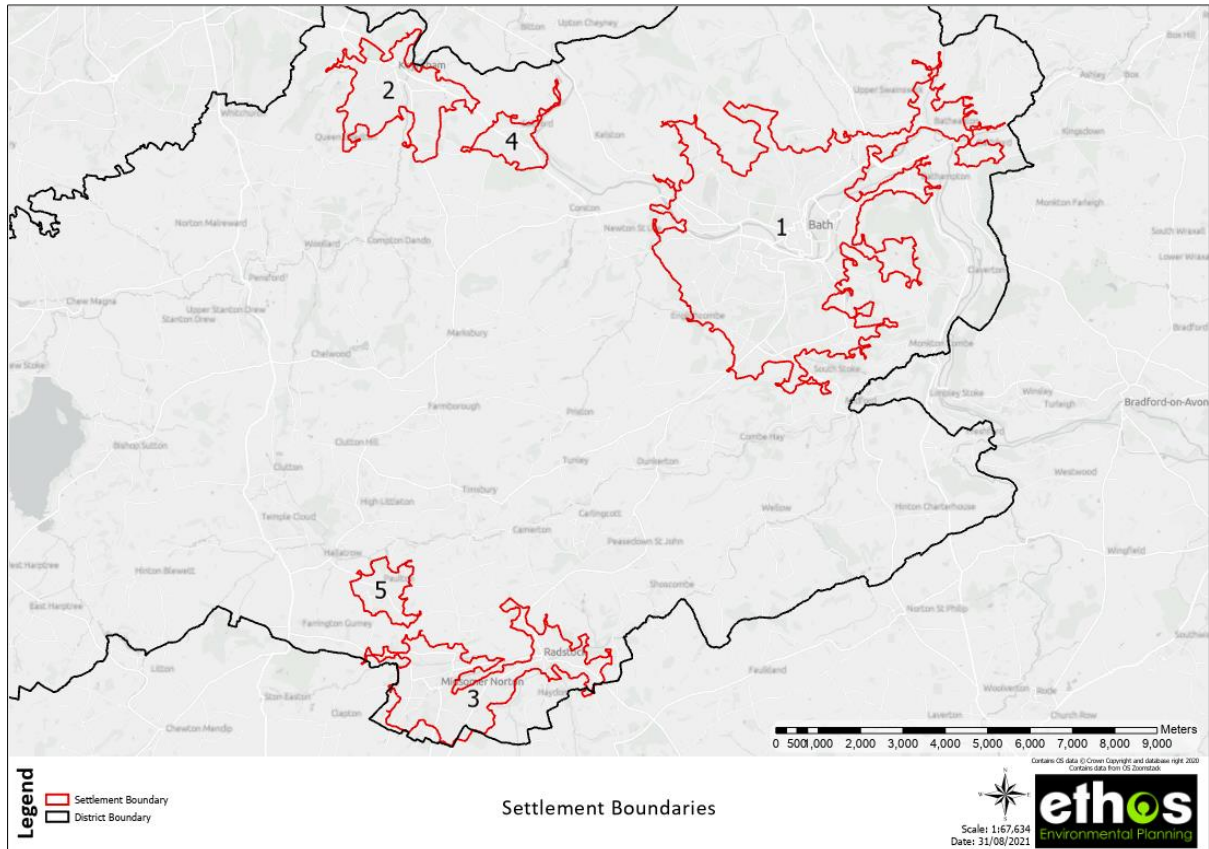 Bitton
Upton Cheyney
Box Hill
Ashley
Box
Keynsham
2
Upper Swainswick
Whitchurch
Batheaston
Kingsdown
Queen
4
Saltford
Kelston
Bathampton
Monkton Farleigh
Norton Malreward
Corston
Newton St
1
Bath
South Wraxall
Woollard
Compton Dando
Lower Wraxall
Pensford
Claverton
Chew Magna
Upper Stanton Drew
Stanton Drew
Englishcombe
Bradford
Marksbury
Monkton Combe
Chelwood
South Stoke
Limpley Stoke
Winsley
Turleigh
Bradford-on-Avon
Farmborough
Priston
Freshford
Bishop Sutton
Clutton Hill
Combe Hay
Clutton
Tunley
Dunkerton
Westwood
High Littleton
Timsbury
Carlingcott
Wellow
Hinton Charterhouse
Temple Cloud
Camerton
Peasedown St John
Wingfield
Hallatrow
Hinton Blewett
5
Paulton
Shoscombe
East Harptree
Farrington Gurney
Norton St Philip
Litton
Radstock
Faulkland
Ston Easton
Midsomer Norton
Haydon
3
Woolverton
Rode
Chewton Mendip
Clapton
Laverton
Church Row
Meters
0 500 1,000 2,000 3,000 4,000 5,000 6,000 7,000 8,000 9,000
Contains OS data © Crown Copyright and database right 2020
Contains data from OS Zoomstack
Legend
Settlement Boundary
District Boundary
Settlement Boundaries
N
Scale: 1:67,634
Date: 31/08/2021
ethos
Environmental Planning